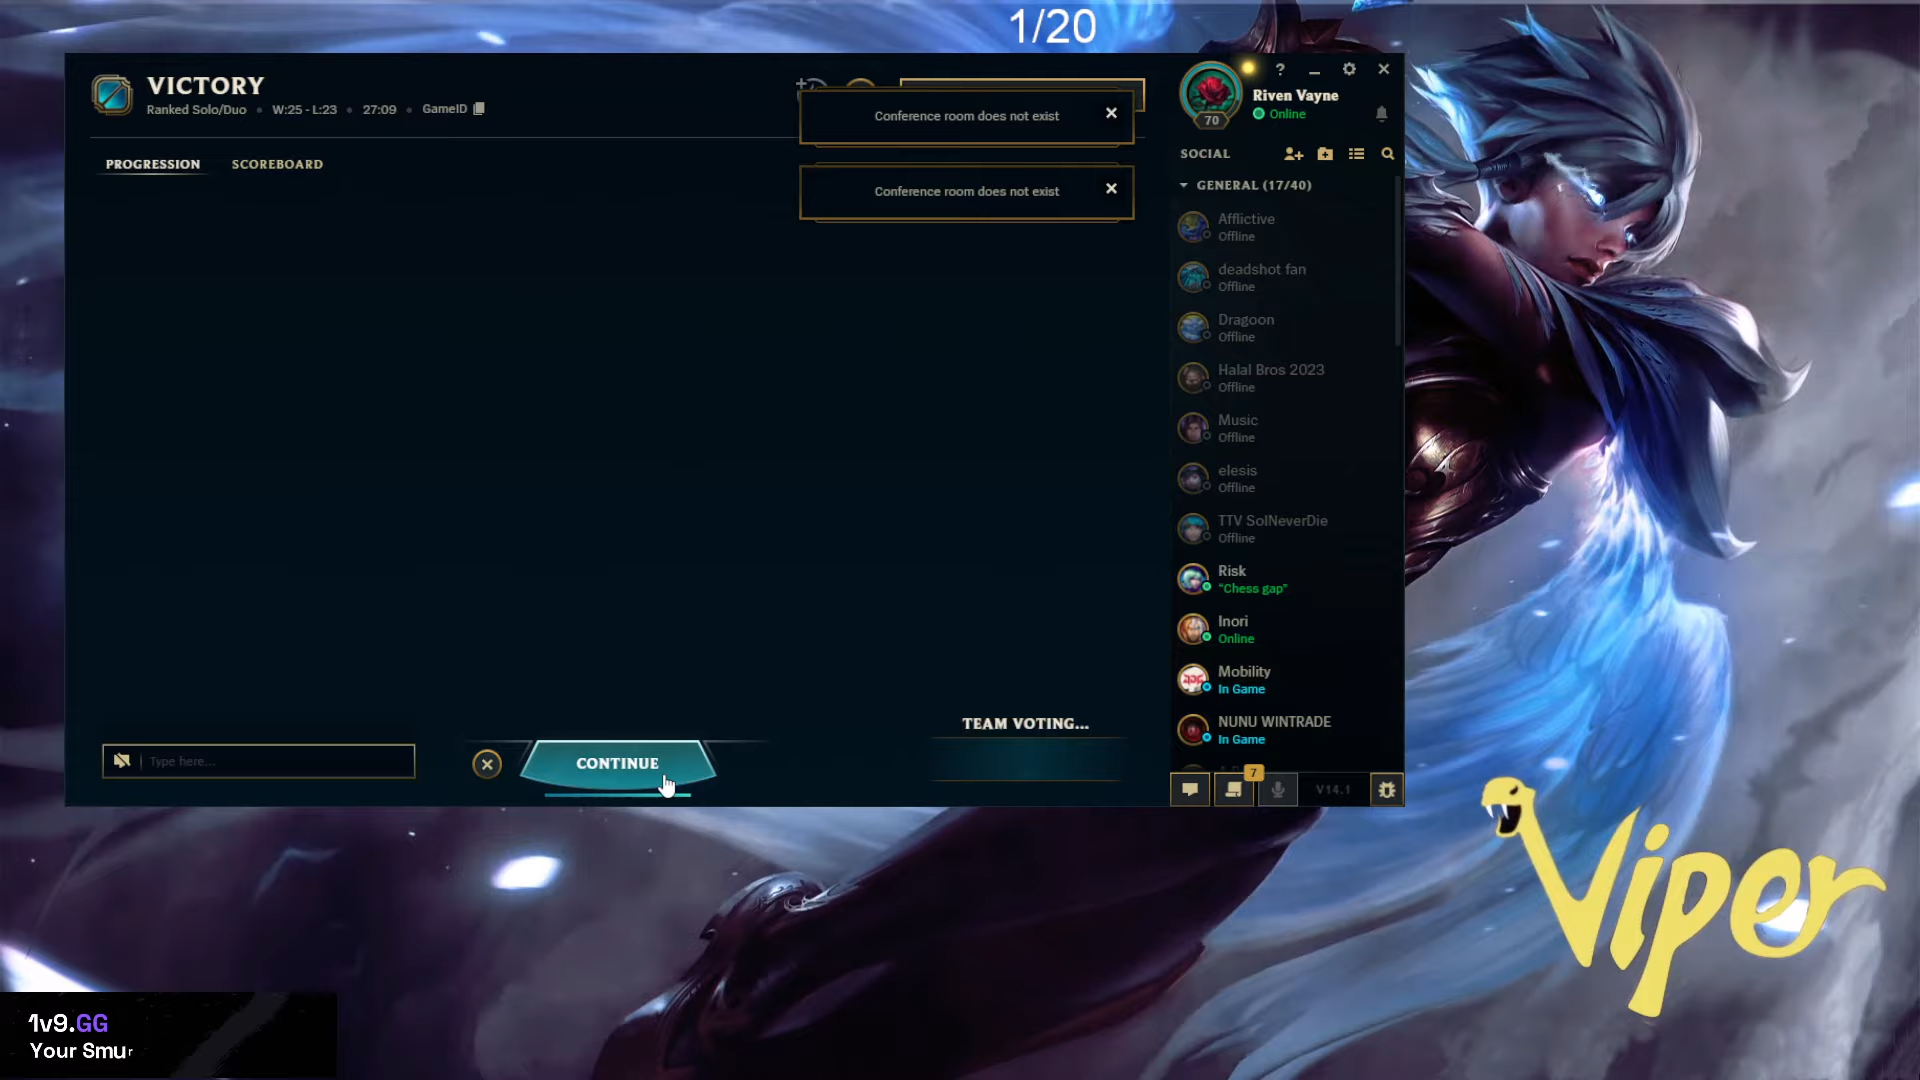 1/20
VICTORY
Ranked Solo/Duo • W:25 - L:23 • 27:09 • GameID
PROGRESSION SCOREBOARD
Conference room does not exist
Conference room does not exist
?
70
Riven Vayne
Online
SOCIAL
GENERAL (17/40)
Afflictive
Offline
deadshot fan
Offline
Dragoon
Offline
Halal Bros 2023
Offline
Music
Offline
elesis
Offline
TTV SolNeverDie
Offline
Risk
"Chess gap"
Inori
Online
Mobility
In Game
NUNU WINTRADE
In Game
TEAM VOTING...
Type here...
CONTINUE
7
V14.1
Viper
1v9.GG
Your Smur